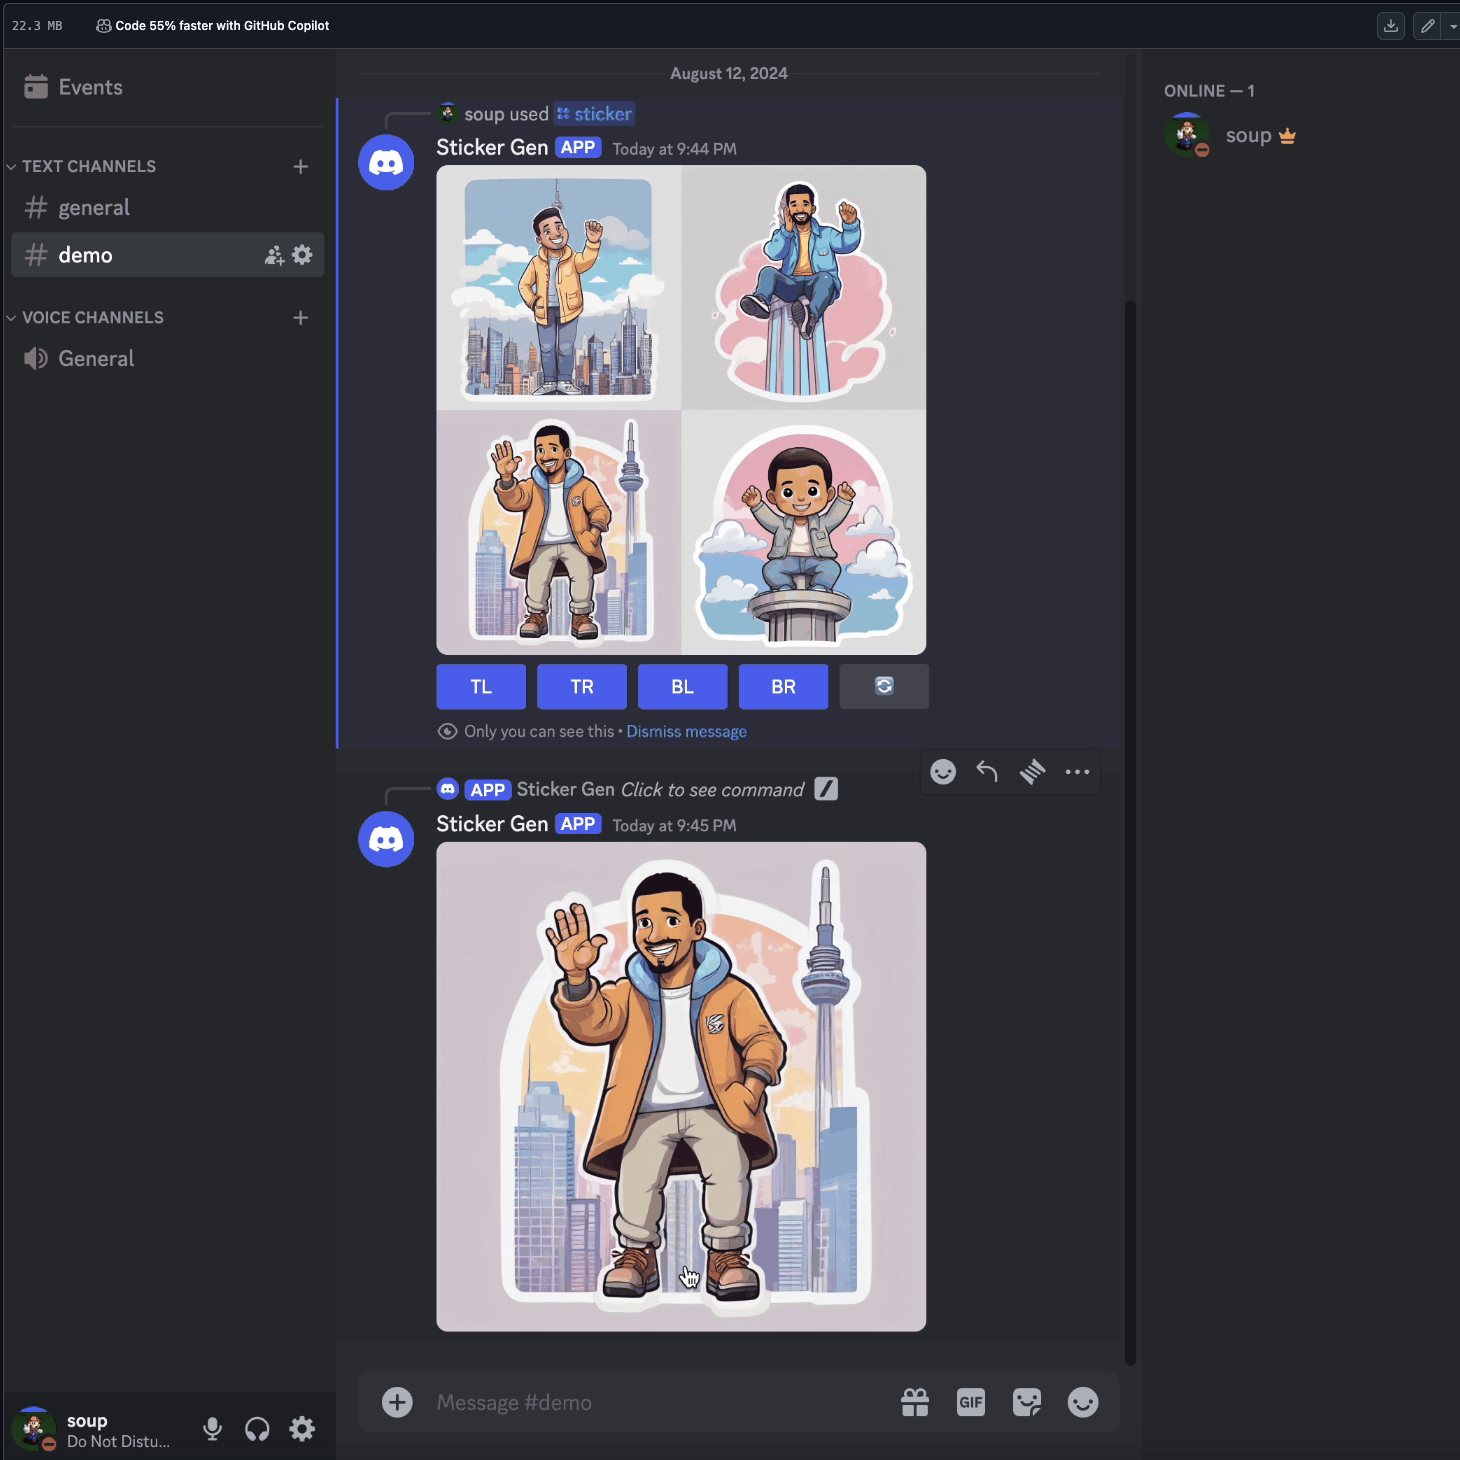 22.3 MB
Code 55% faster with GitHub Copilot
Events
TEXT CHANNELS
general
demo
VOICE CHANNELS
General
soup
Do Not Distu...
August 12, 2024
soup used sticker
Sticker Gen APP Today at 9:44 PM
TL TR BL BR
Only you can see this • Dismiss message
APP Sticker Gen Click to see command
Sticker Gen APP Today at 9:45 PM
Message #demo
GIF
ONLINE — 1
soup